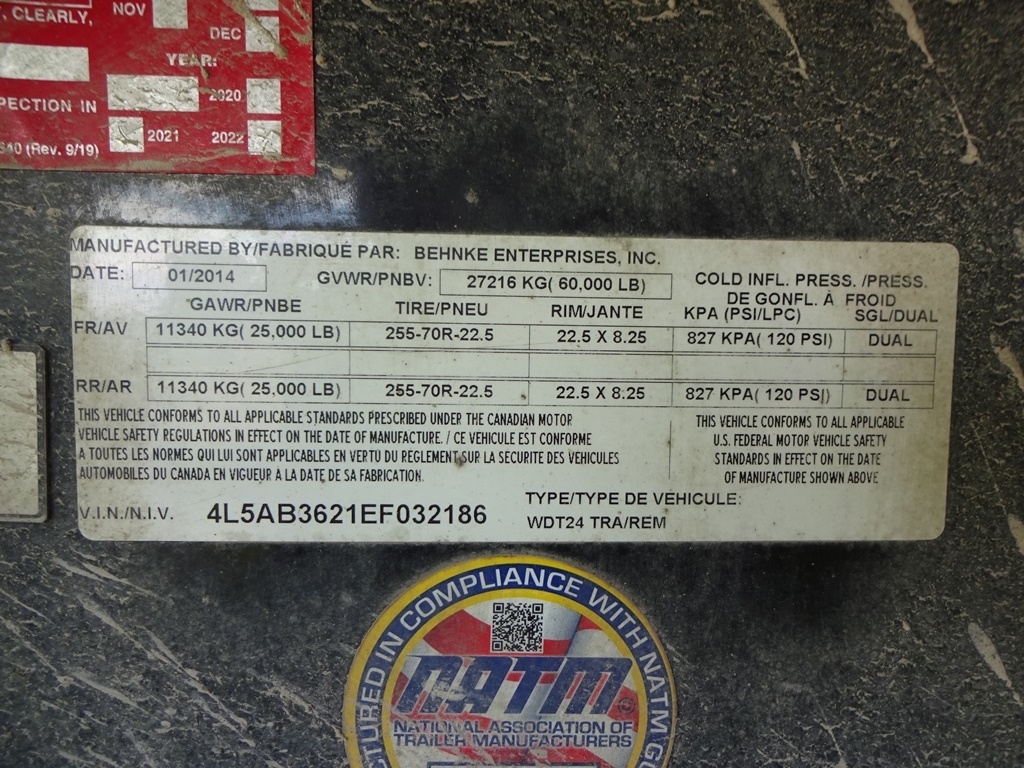 , CLEARLY,
NOV
DEC
YEAR:
2020
PECTION IN
2021 2022
(Rev. 9/19)
MANUFACTURED BY/FABRIQUÉ PAR: BEHNKE ENTERPRISES, INC.
DATE: 01/2014 GVWR/PNBV: 27216 KG( 60,000 LB) COLD INFL. PRESS. /PRESS.
DE GONFL. À FROID
GAWR/PNBE TIRE/PNEU RIM/JANTE KPA (PSI/LPC) SGL/DUAL
FR/AV 11340 KG( 25,000 LB) 255-70R-22.5 22.5 X 8.25 827 KPA( 120 PSI) DUAL
RR/AR 11340 KG( 25,000 LB) 255-70R-22.5 22.5 X 8.25 827 KPA( 120 PSI) DUAL
THIS VEHICLE CONFORMS TO ALL APPLICABLE STANDARDS PRESCRIBED UNDER THE CANADIAN MOTOR
VEHICLE SAFETY REGULATIONS IN EFFECT ON THE DATE OF MANUFACTURE. / CE VEHICULE EST CONFORME
A TOUTES LES NORMES QUI LUI SONT APPLICABLES EN VERTU DU REGLEMENT SUR LA SECURITE DES VEHICULES
AUTOMOBILES DU CANADA EN VIGUEUR À LA DATE DE SA FABRICATION.
THIS VEHICLE CONFORMS TO ALL APPLICABLE
U.S. FEDERAL MOTOR VEHICLE SAFETY
STANDARDS IN EFFECT ON THE DATE
OF MANUFACTURE SHOWN ABOVE
V.I.N./N.I.V. 4L5AB3621EF032186
TYPE/TYPE DE VÉHICULE:
WDT24 TRA/REM
TURED IN COMPLIANCE WITH NATM G
NATM
NATIONAL ASSOCIATION OF
TRAILER MANUFACTURERS